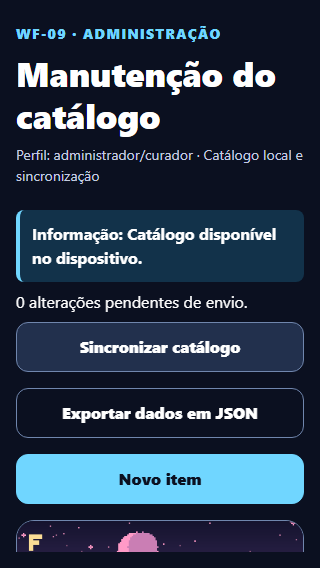 WF-09 · ADMINISTRAÇÃO
Manutenção do
catálogo
Perfil: administrador/curador · Catálogo local e
sincronização
Informação: Catálogo disponível
no dispositivo.
0 alterações pendentes de envio.
Sincronizar catálogo
Exportar dados em JSON
Novo item
F